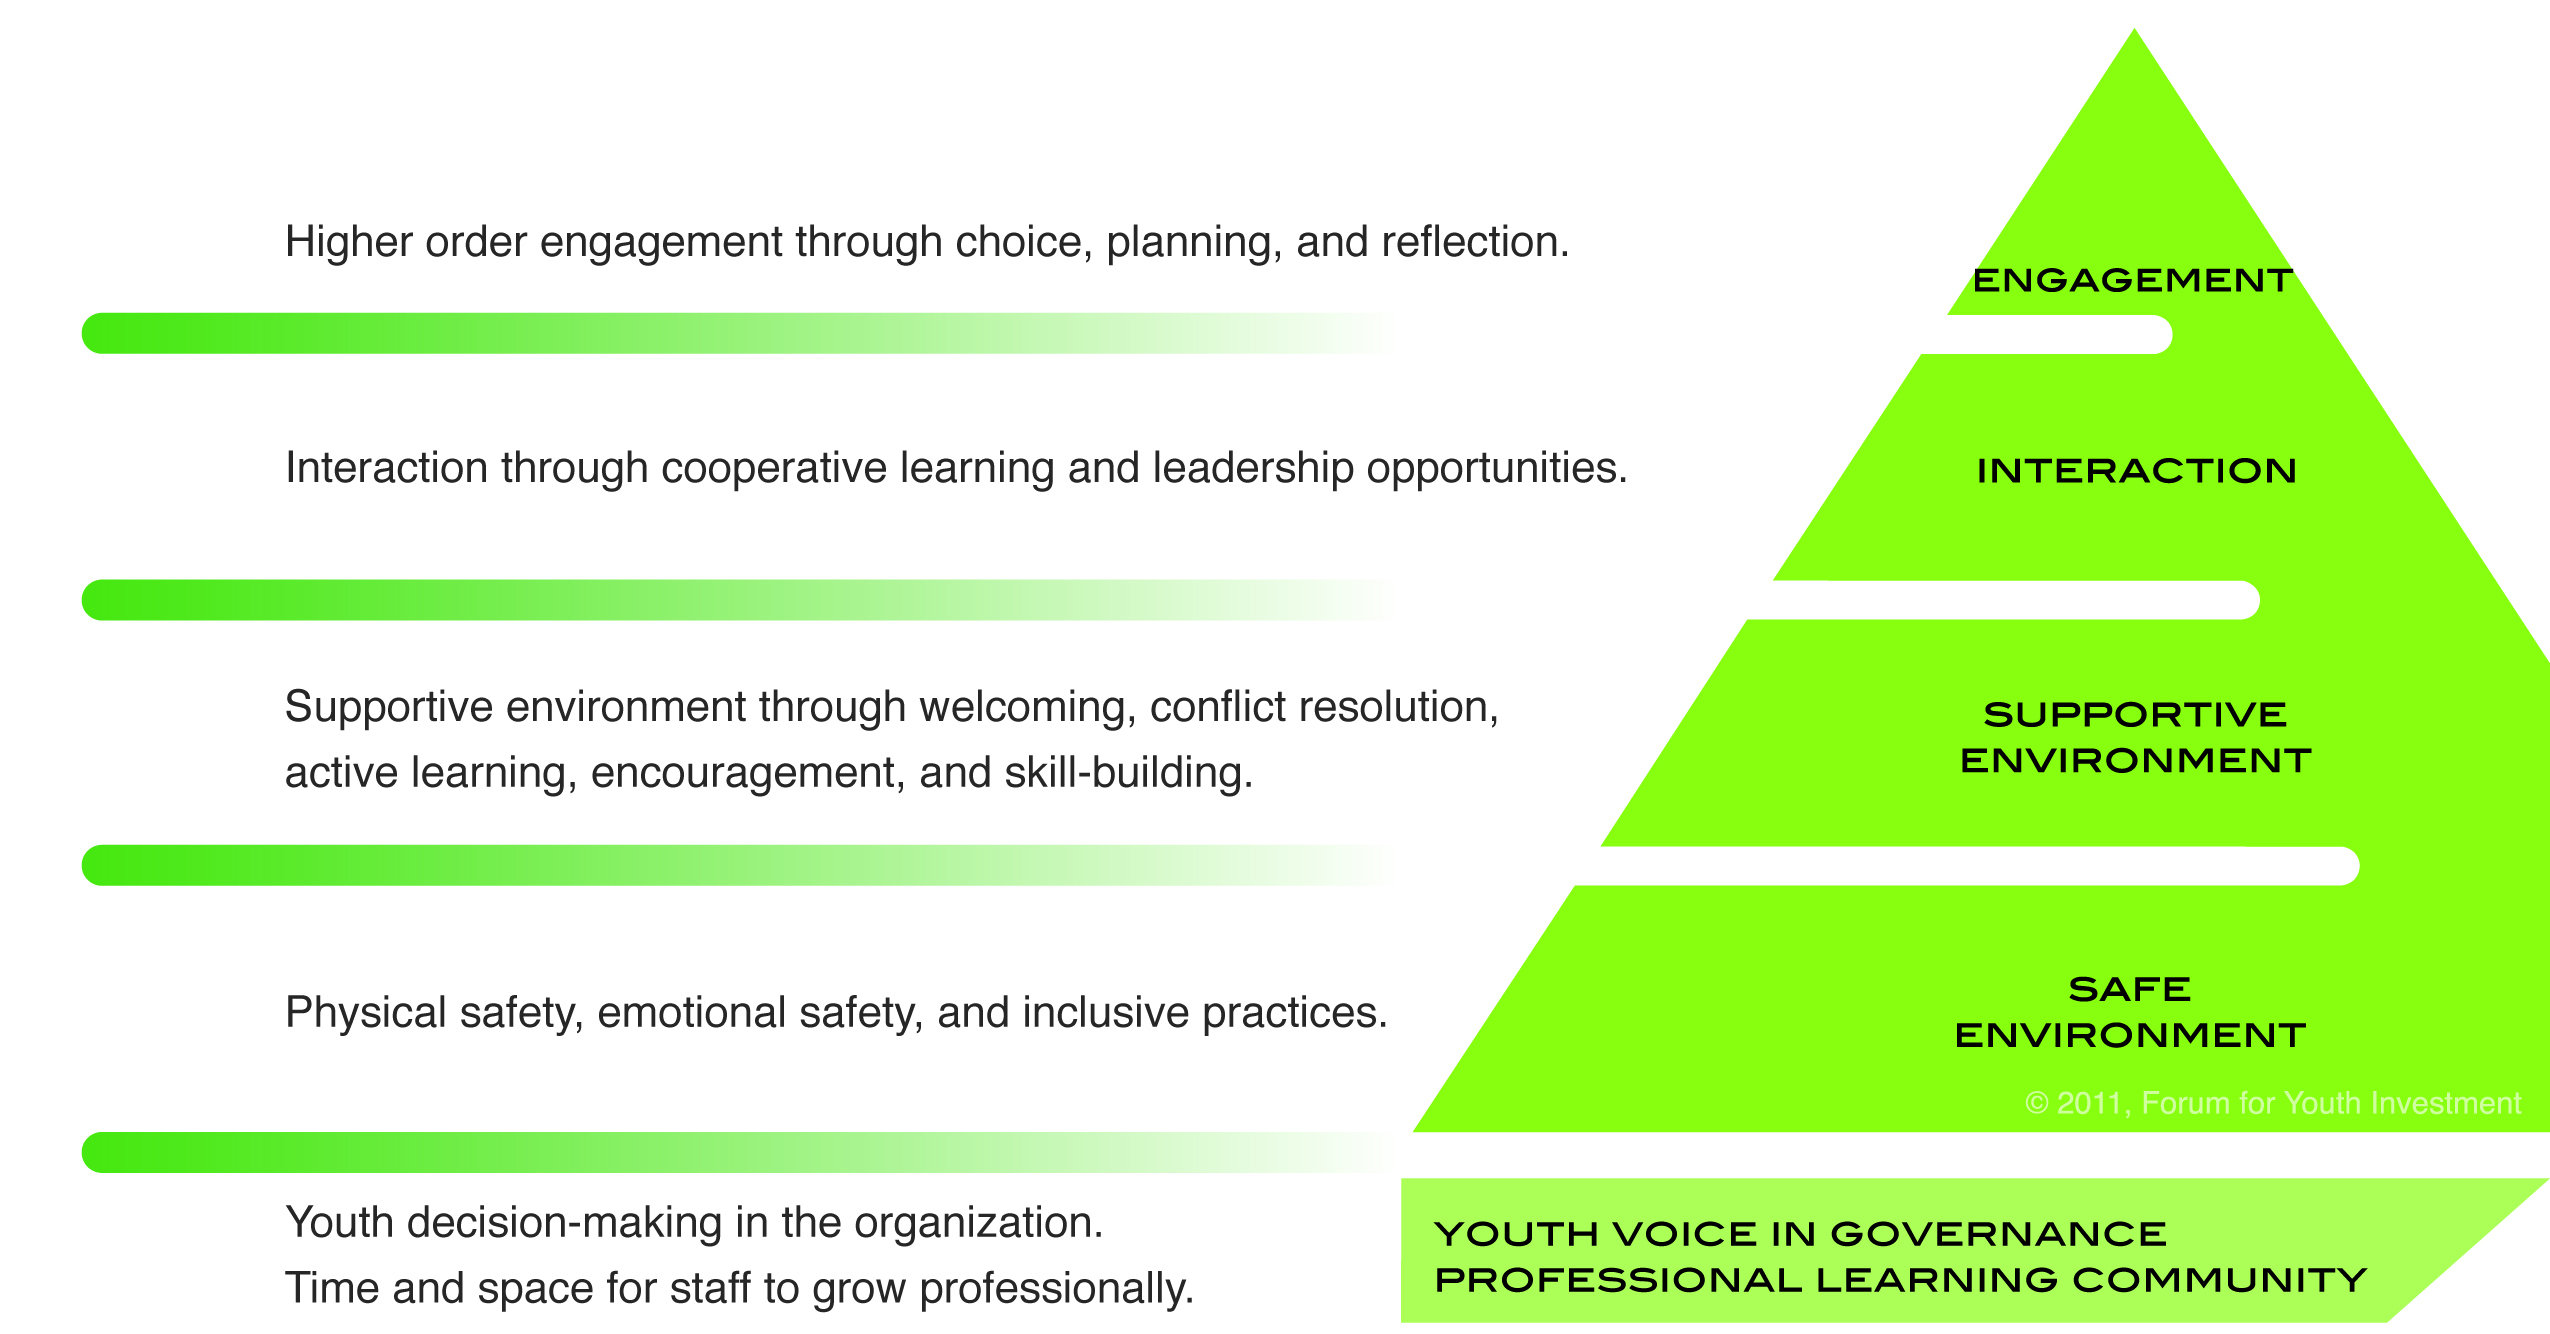 Higher order engagement through choice, planning, and reflection.
ENGAGEMENT
Interaction through cooperative learning and leadership opportunities.
INTERACTION
Supportive environment through welcoming, conflict resolution,
active learning, encouragement, and skill-building.
SUPPORTIVE
ENVIRONMENT
Physical safety, emotional safety, and inclusive practices.
SAFE
ENVIRONMENT
© 2011, Forum for Youth Investment
Youth decision-making in the organization.
Time and space for staff to grow professionally.
YOUTH VOICE IN GOVERNANCE
PROFESSIONAL LEARNING COMMUNITY